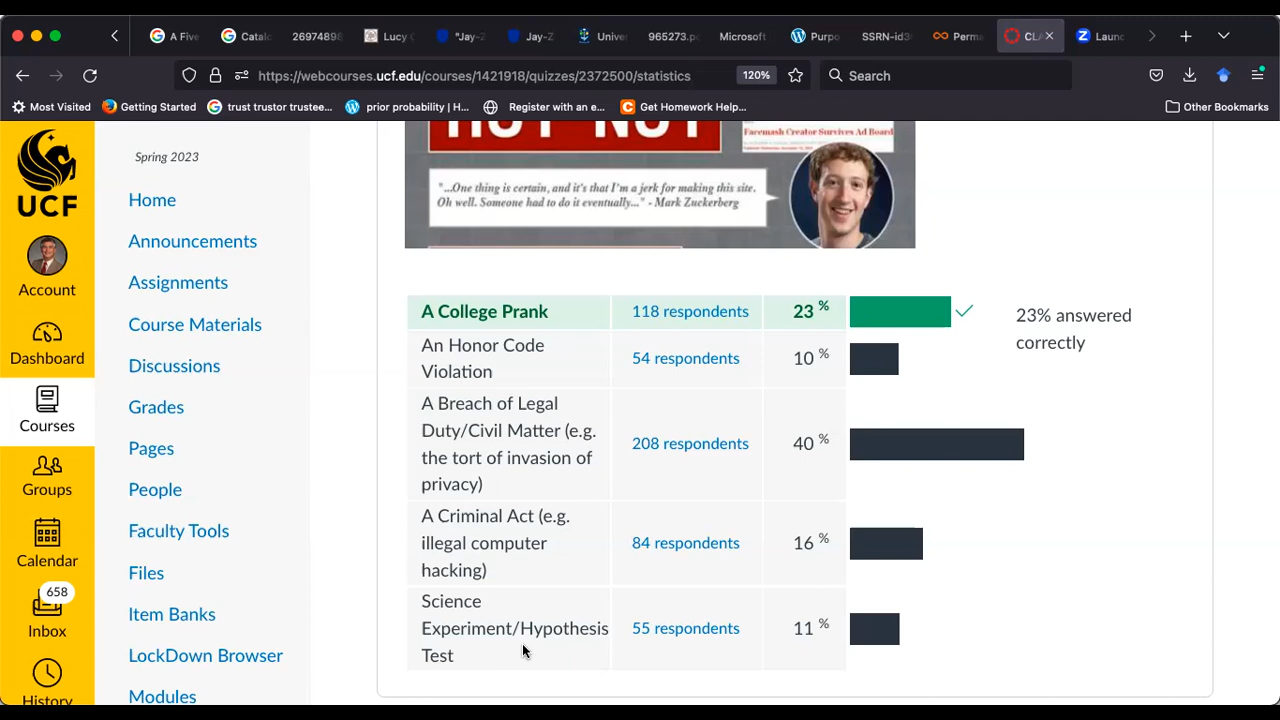 A Five
Catalo
26974898
Lucy (
"Jay-Z
Jay-Z
Unive
965273.p
Microsoft
Purpo
SSRN-id3
Perma
CLA
Launc
https://webcourses.ucf.edu/courses/1421918/quizzes/2372500/statistics
120%
Search
Most Visited
Getting Started
trust trustor trustee...
prior probability | H...
Register with an e...
Get Homework Help...
Other Bookmarks
UCF
Account
Dashboard
Courses
Groups
Calendar
658
Inbox
History
Spring 2023
Home
Announcements
Assignments
Course Materials
Discussions
Grades
Pages
People
Faculty Tools
Files
Item Banks
LockDown Browser
Modules
HOT NOT
Facemash Creator Survives Ad Board
"...One thing is certain, and it's that I'm a jerk for making this site.
Oh well. Someone had to do it eventually..." - Mark Zuckerberg
A College Prank
118 respondents
23 %
23% answered
correctly
An Honor Code
Violation
54 respondents
10 %
A Breach of Legal
Duty/Civil Matter (e.g.
the tort of invasion of
privacy)
208 respondents
40 %
A Criminal Act (e.g.
illegal computer
hacking)
84 respondents
16 %
Science
Experiment/Hypothesis
Test
55 respondents
11 %